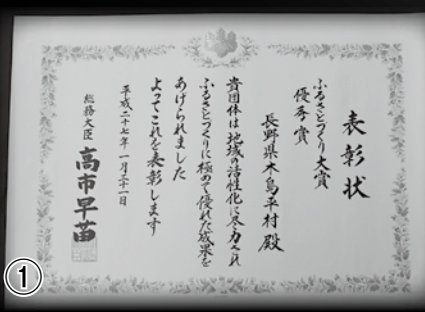 表彰状
ふるさとづくり大賞
優秀賞
長野県木島平村殿
貴団体は地域の活性化に尽力され
ふるさとづくりに極めて優れた成果を
あげられました
よってこれを表彰します
平成二十七年一月三十一日
総務大臣 高市早苗
①